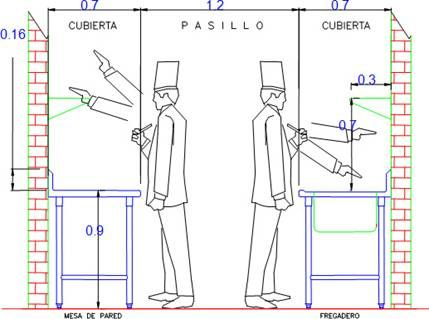 0.7 1.2 0.7
CUBIERTA PASILLO CUBIERTA
0.16
0.3
0.7
0.9
MESA DE PARED FREGADERO